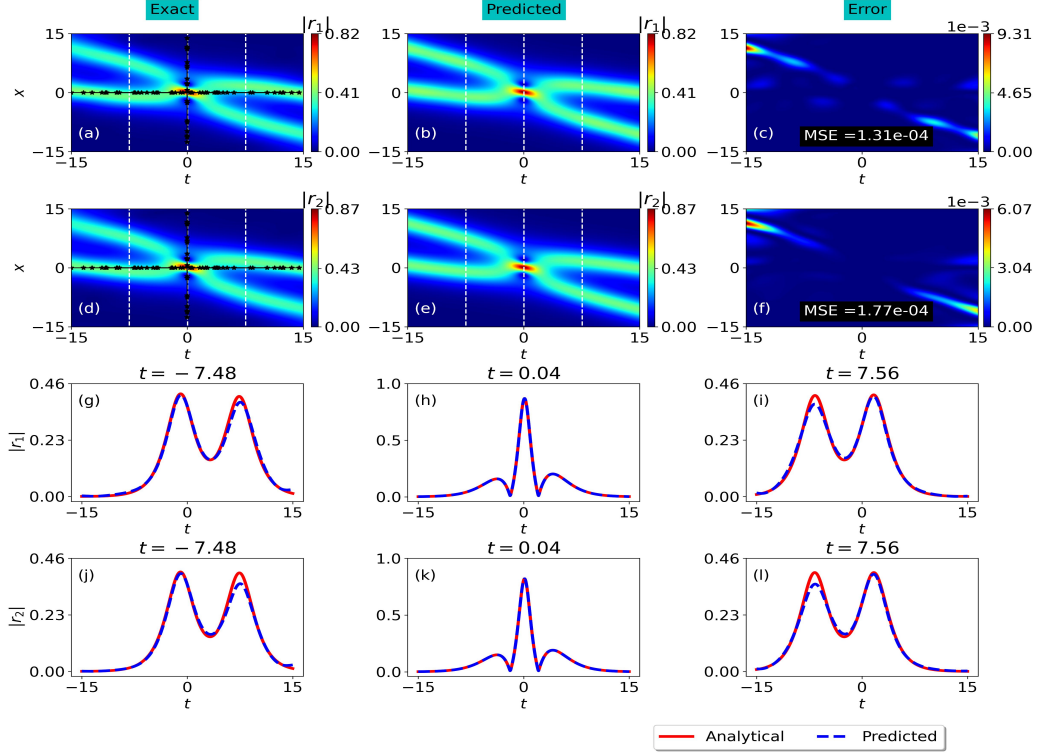 Exact
Predicted
Error
|r1|
|r1|
1e−3
15
0
−15
x
(a)
−15
0
15
t
0.82
0.41
0.00
15
0
−15
(b)
−15
0
15
t
0.82
0.41
0.00
15
0
−15
(c)
MSE =1.31e-04
−15
0
15
t
9.31
4.65
0.00
|r2|
|r2|
1e−3
15
0
−15
x
(d)
−15
0
15
t
0.87
0.43
0.00
15
0
−15
(e)
−15
0
15
t
0.87
0.43
0.00
15
0
−15
(f)
MSE =1.77e-04
−15
0
15
t
6.07
3.04
0.00
t = − 7.48
t = 0.04
t = 7.56
|r1|
0.46
0.23
0.00
(g)
−15
0
15
t
1.0
0.5
0.0
(h)
−15
0
15
t
0.46
0.23
0.00
(i)
−15
0
15
t
t = − 7.48
t = 0.04
t = 7.56
|r2|
0.46
0.23
0.00
(j)
−15
0
15
t
1.0
0.5
0.0
(k)
−15
0
15
t
0.46
0.23
0.00
(l)
−15
0
15
t
Analytical
Predicted